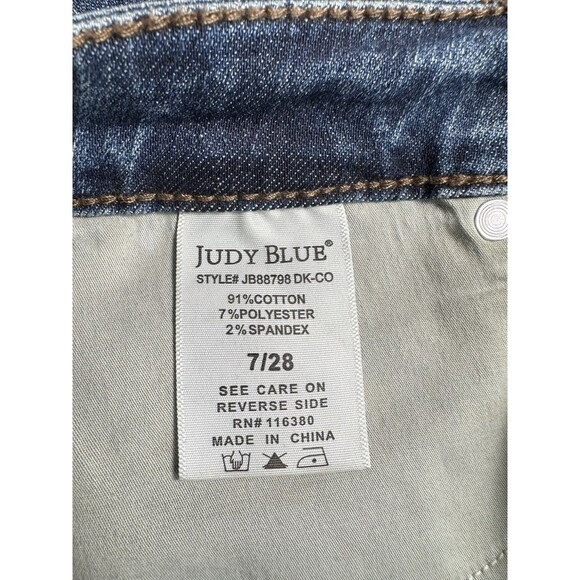 JUDY BLUE®
STYLE# JB88798 DK-CO
91%COTTON
7%POLYESTER
2%SPANDEX
7/28
SEE CARE ON
REVERSE SIDE
RN# 116380
MADE IN CHINA